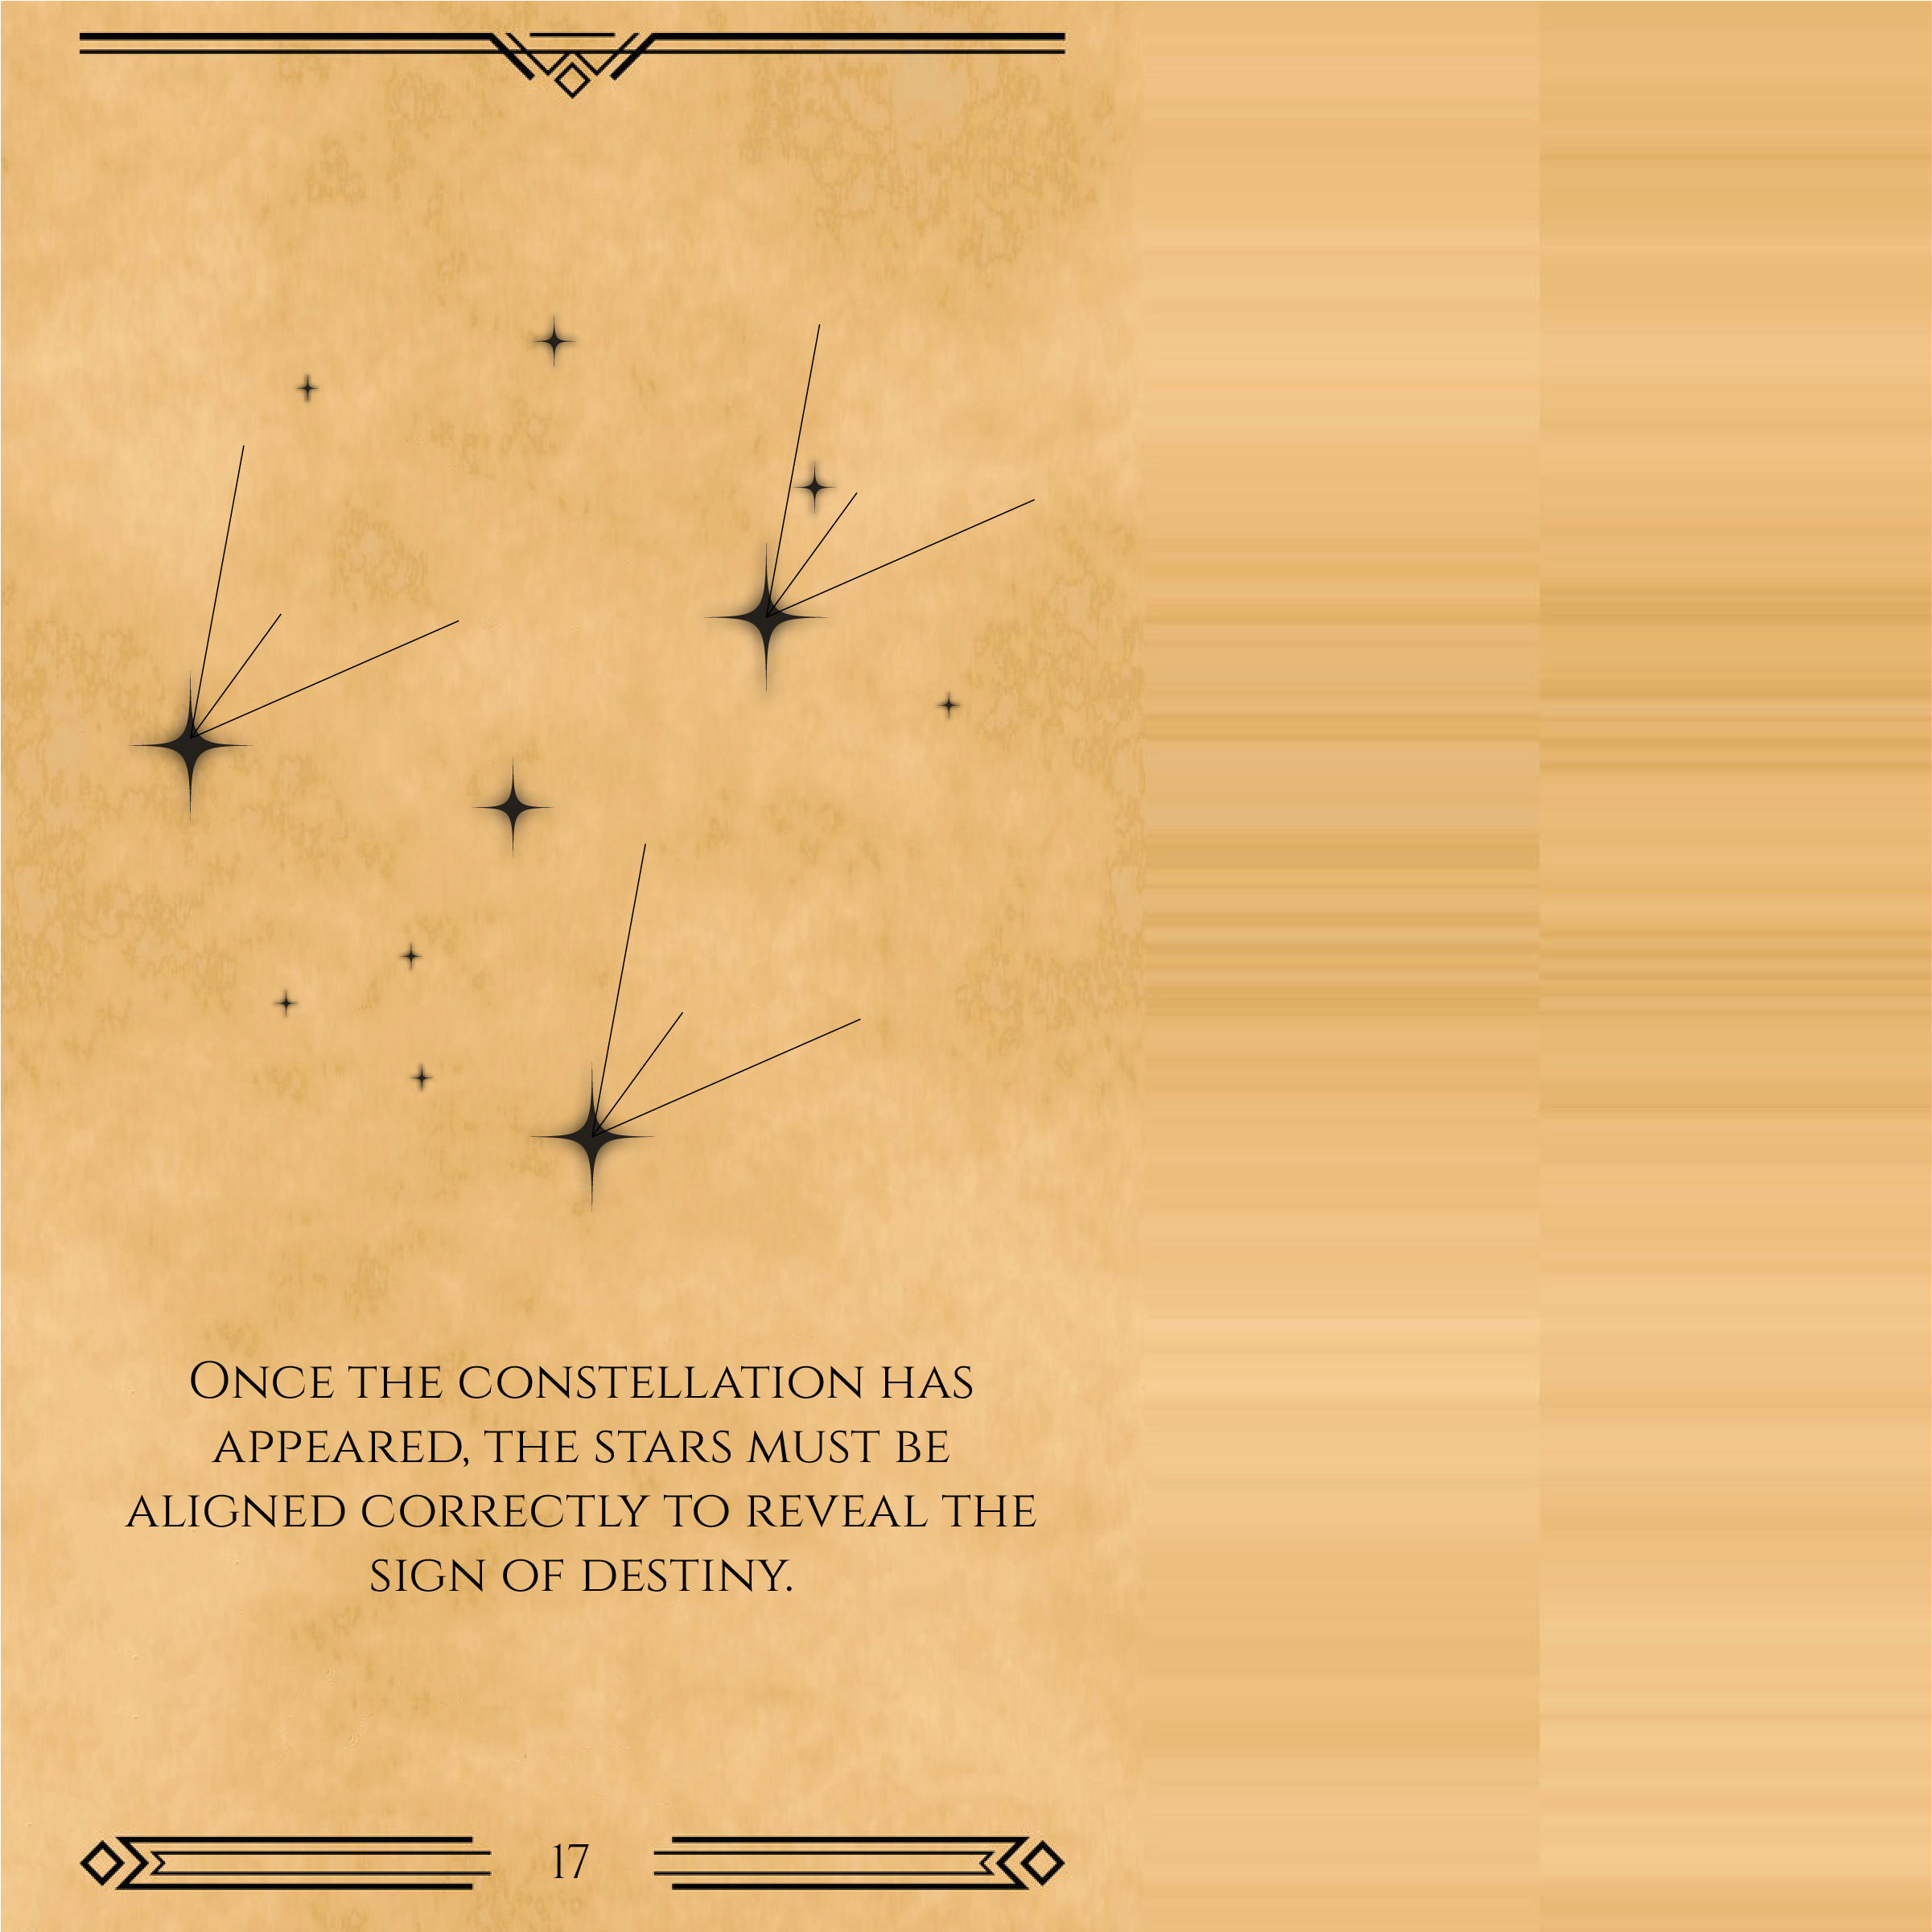 Once the constellation has
appeared, the stars must be
aligned correctly to reveal the
sign of destiny.
17